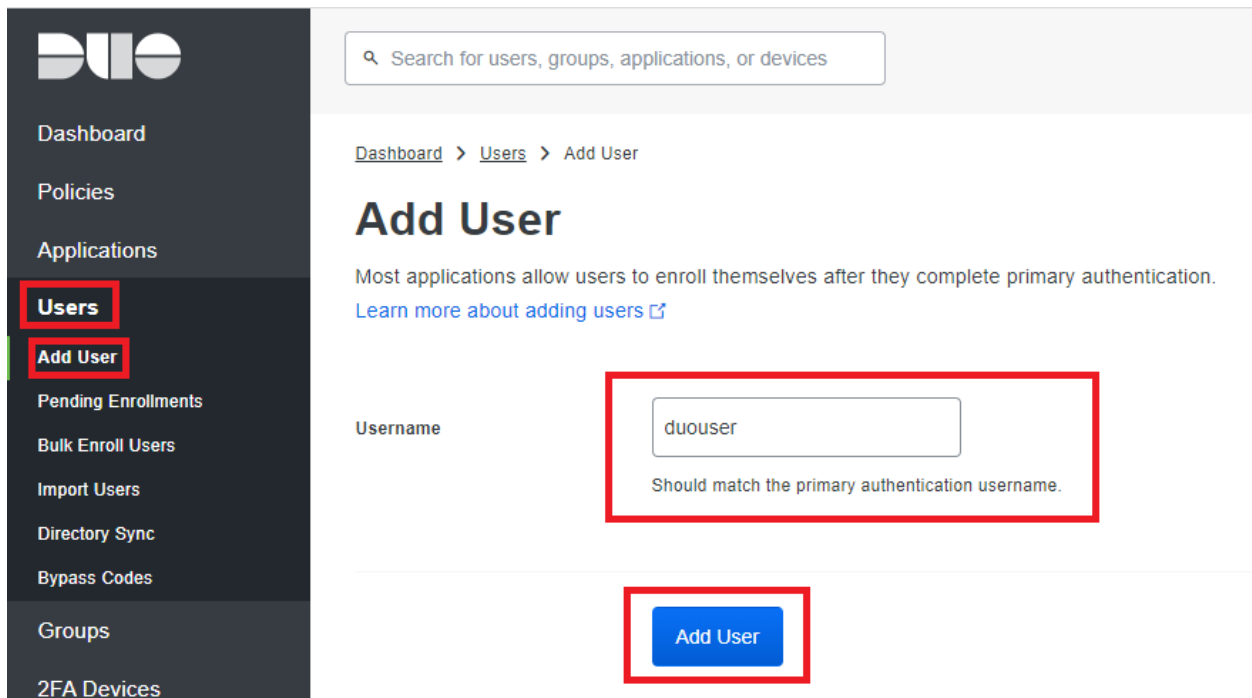 DUO
Search for users, groups, applications, or devices
Dashboard
Policies
Applications
Users
Add User
Pending Enrollments
Bulk Enroll Users
Import Users
Directory Sync
Bypass Codes
Groups
2FA Devices
Dashboard > Users > Add User
Add User
Most applications allow users to enroll themselves after they complete primary authentication.
Learn more about adding users
Username
duouser
Should match the primary authentication username.
Add User